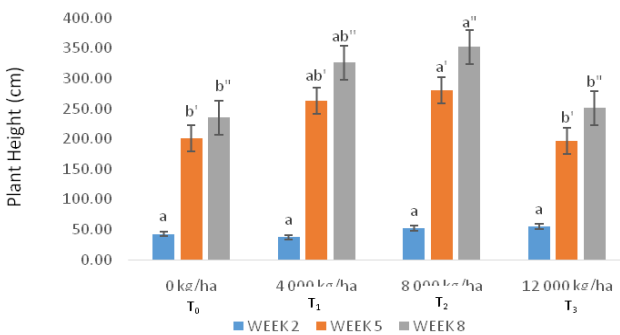 400.00
350.00
300.00
250.00
200.00
150.00
100.00
50.00
0.00
Plant Height (cm)
a b' b"
a ab' ab"
a a' a"
a b' b"
0 kg/ha 4 000 kg/ha 8 000 kg/ha 12 000 kg/ha
T0 T1 T2 T3
WEEK 2 WEEK 5 WEEK 8